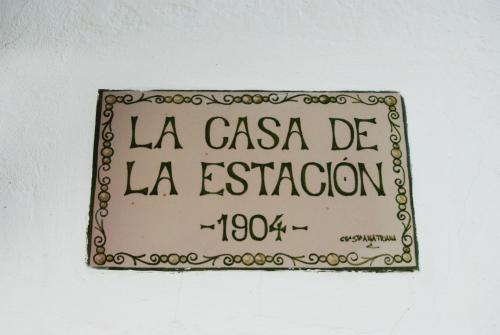 LA CASA DE
LA ESTACIÓN
-1904-